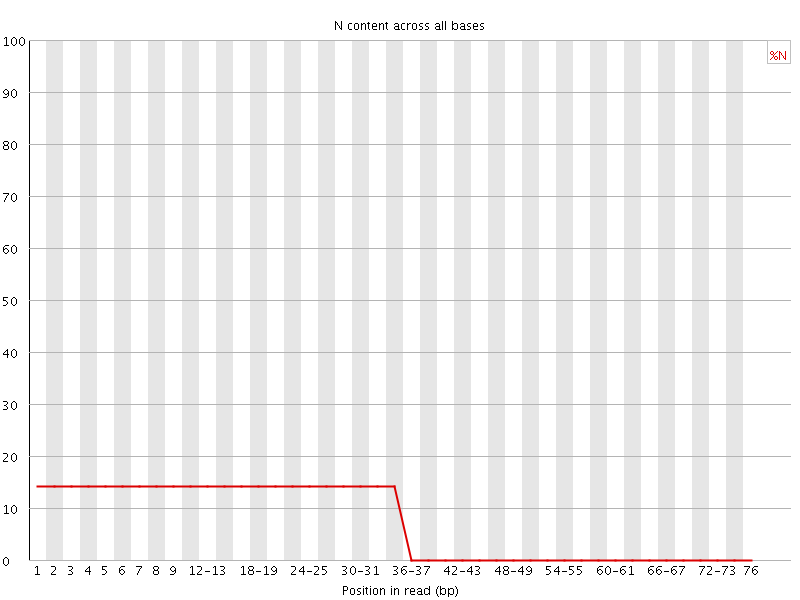 N content across all bases
%N
100
90
80
70
60
50
40
30
20
10
0
1 2 3 4 5 6 7 8 9 12-13 18-19 24-25 30-31 36-37 42-43 48-49 54-55 60-61 66-67 72-73 76
Position in read (bp)